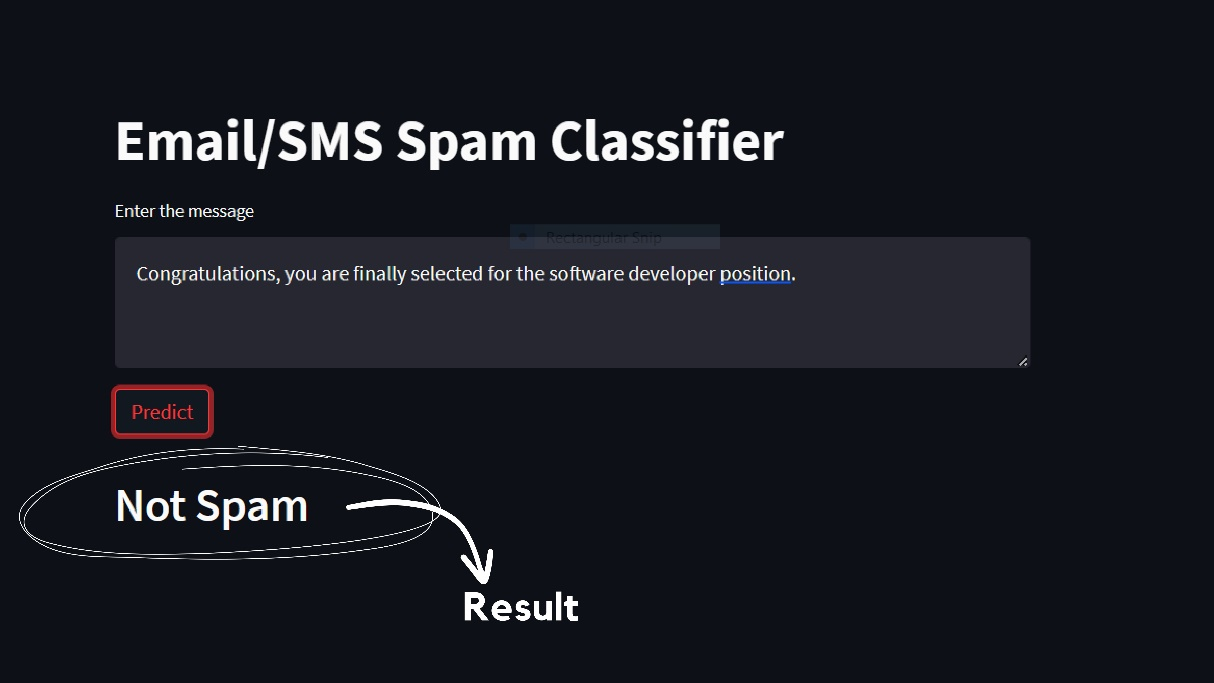 Email/SMS Spam Classifier
Enter the message
Rectangular Snip
Congratulations, you are finally selected for the software developer position.
Predict
Not Spam
Result